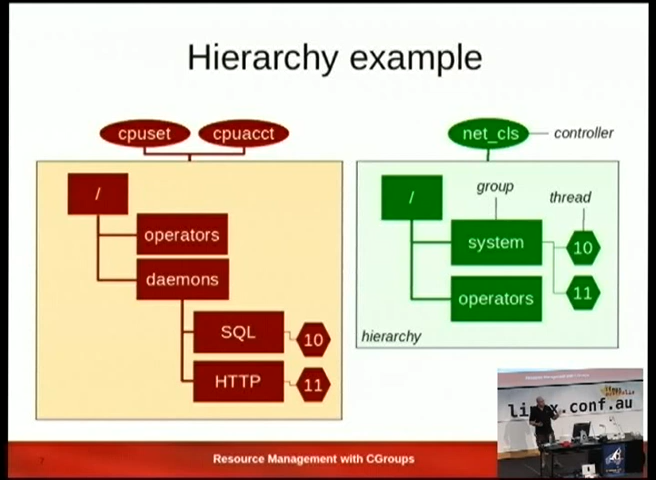 Hierarchy example
cpuset
cpuacct
net_cls
controller
/
operators
daemons
SQL
10
HTTP
11
/
group
thread
system
10
11
operators
hierarchy
7
Resource Management with CGroups
linux.conf.au